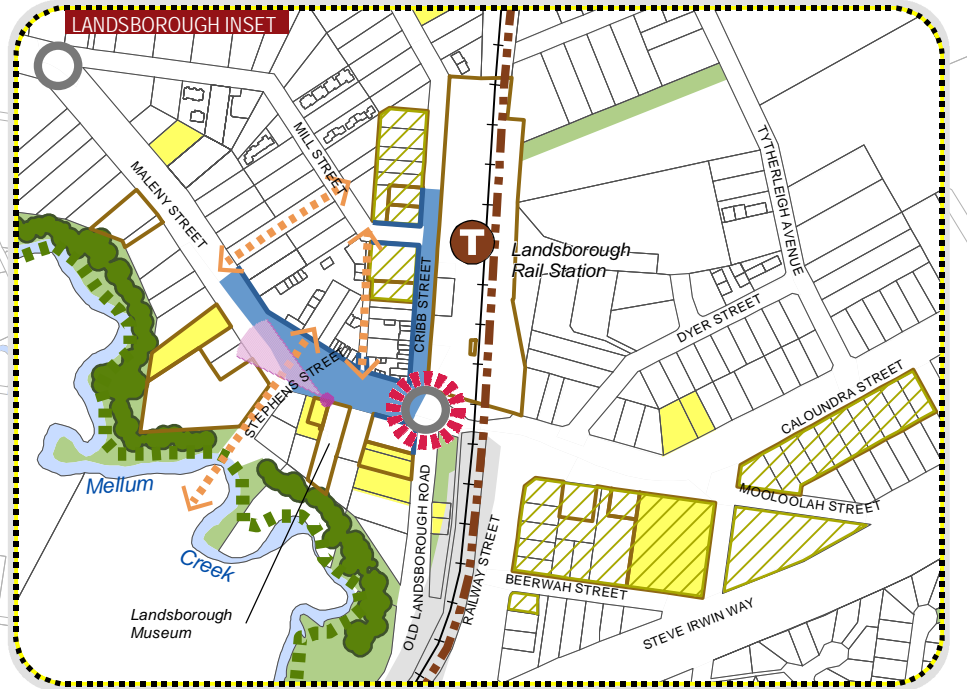 LANDSBOROUGH INSET
MALENY STREET
MILL STREET
T
Landsborough
Rail Station
TYTHERLEIGH AVENUE
CRIBB STREET
DYER STREET
STEPHENS STREET
CALOUNDRA STREET
Mellum
Creek
MOOLOOLAH STREET
OLD LANDSBOROUGH ROAD
RAILWAY STREET
BEERWAH STREET
Landsborough
Museum
STEVE IRWIN WAY